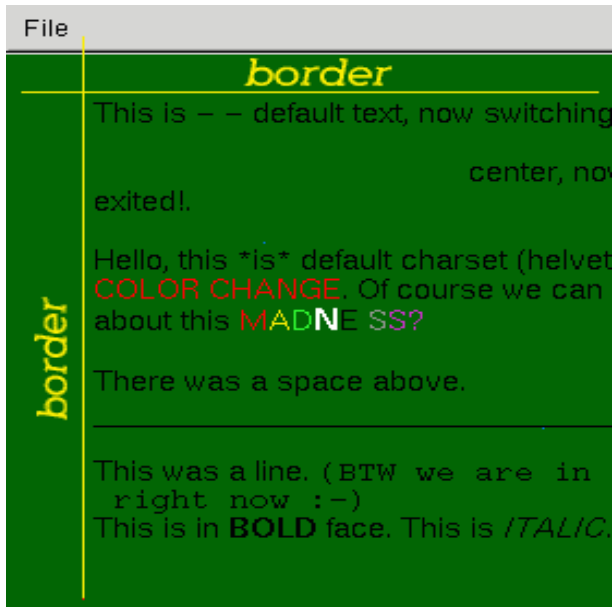 File
border
This is – – default text, now switching
center, now
exited!.
Hello, this *is* default charset (helvet
COLOR CHANGE. Of course we can
about this MADNE SS?
border
There was a space above.
This was a line. (BTW we are in
right now :-)
This is in BOLD face. This is ITALIC.